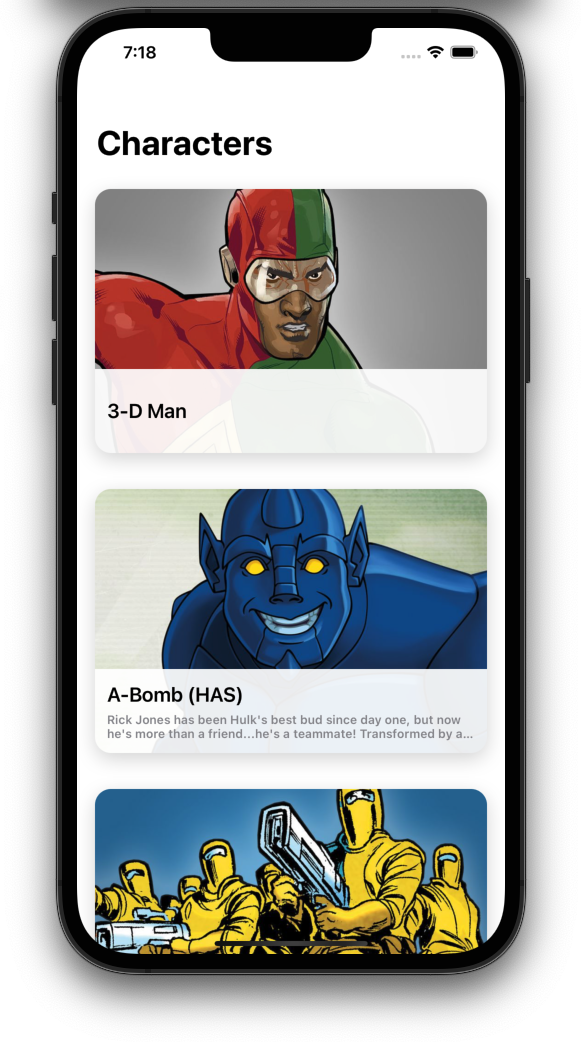 7:18
Characters
3-D Man
A-Bomb (HAS)
Rick Jones has been Hulk's best bud since day one, but now
he's more than a friend...he's a teammate! Transformed by a...